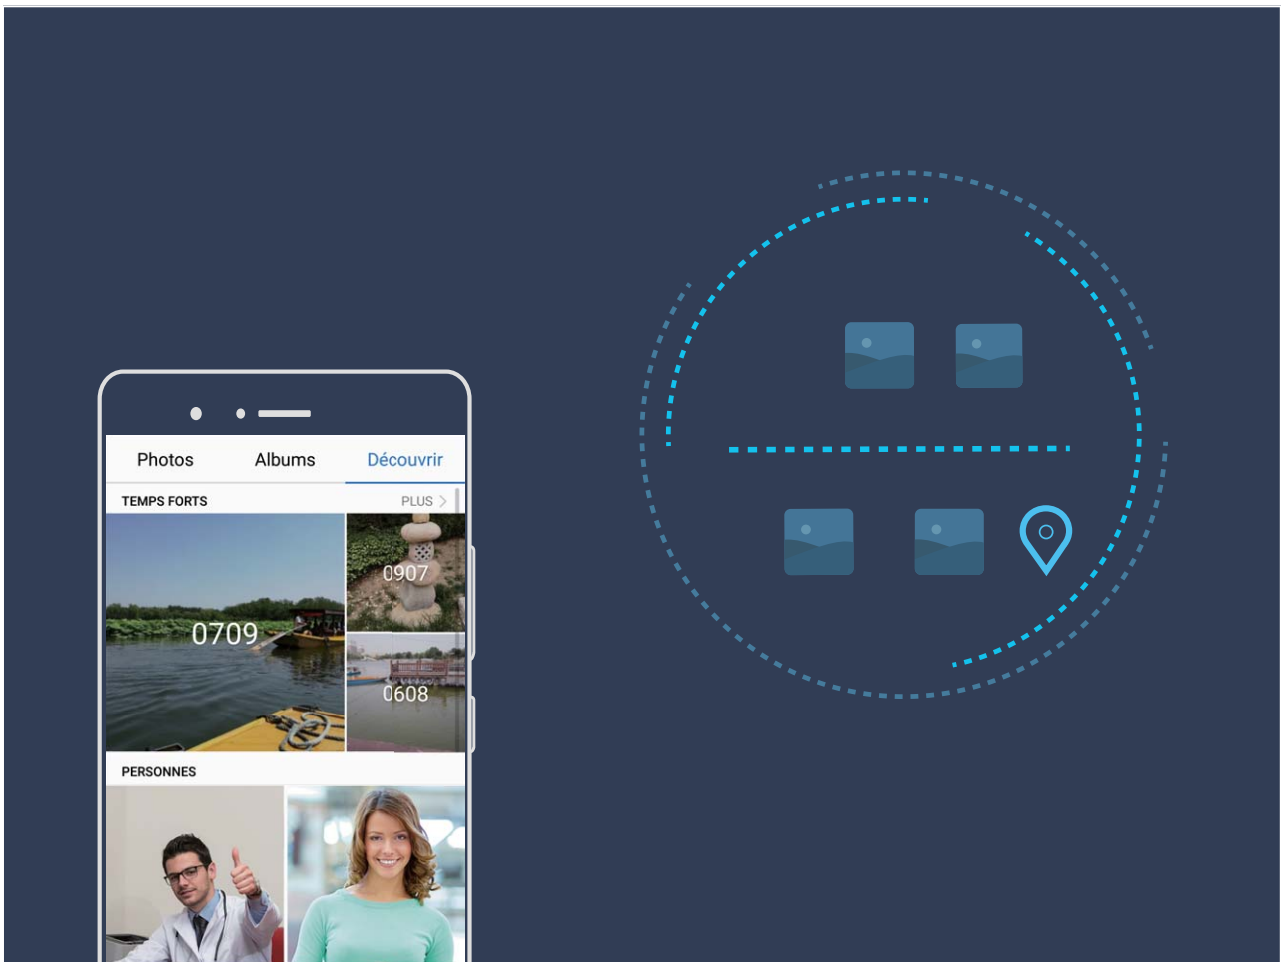 Photos Albums Découvrir
TEMPS FORTS PLUS >
0907
0709
0608
PERSONNES